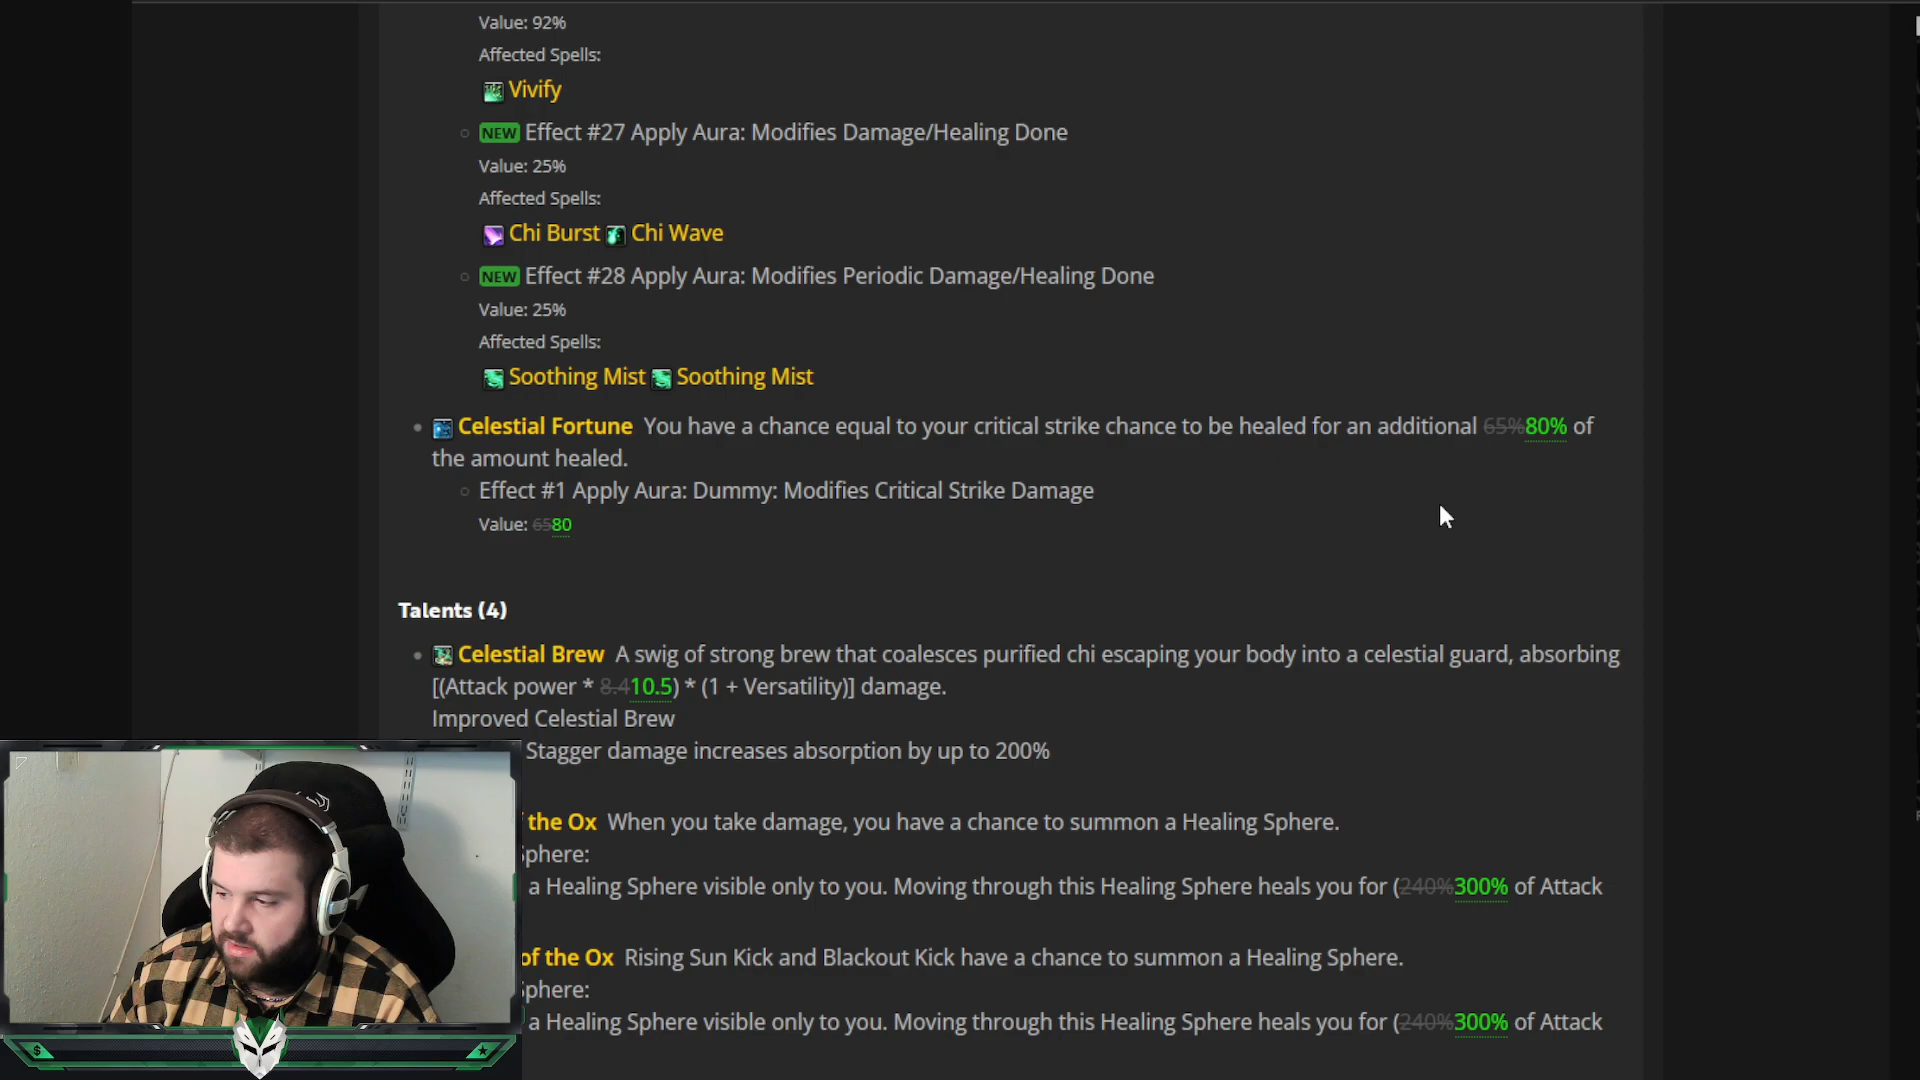 Value: 92%
Affected Spells:
Vivify
NEW Effect #27 Apply Aura: Modifies Damage/Healing Done
Value: 25%
Affected Spells:
Chi Burst Chi Wave
NEW Effect #28 Apply Aura: Modifies Periodic Damage/Healing Done
Value: 25%
Affected Spells:
Soothing Mist Soothing Mist
Celestial Fortune You have a chance equal to your critical strike chance to be healed for an additional 65%80% of
the amount healed.
Effect #1 Apply Aura: Dummy: Modifies Critical Strike Damage
Value: 6580
Talents (4)
Celestial Brew A swig of strong brew that coalesces purified chi escaping your body into a celestial guard, absorbing
[(Attack power * 8.410.5) * (1 + Versatility)] damage.
Improved Celestial Brew
Stagger damage increases absorption by up to 200%
the Ox When you take damage, you have a chance to summon a Healing Sphere.
Sphere:
a Healing Sphere visible only to you. Moving through this Healing Sphere heals you for (240%300% of Attack
of the Ox Rising Sun Kick and Blackout Kick have a chance to summon a Healing Sphere.
Sphere:
a Healing Sphere visible only to you. Moving through this Healing Sphere heals you for (240%300% of Attack
$